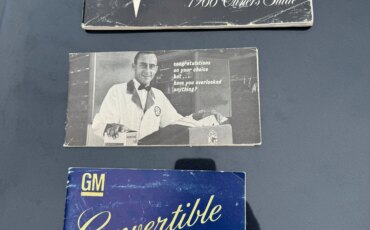 1966 Owner's Guide
congratulations
on your choice
but...
have you overlooked
anything?
GM
Convertible